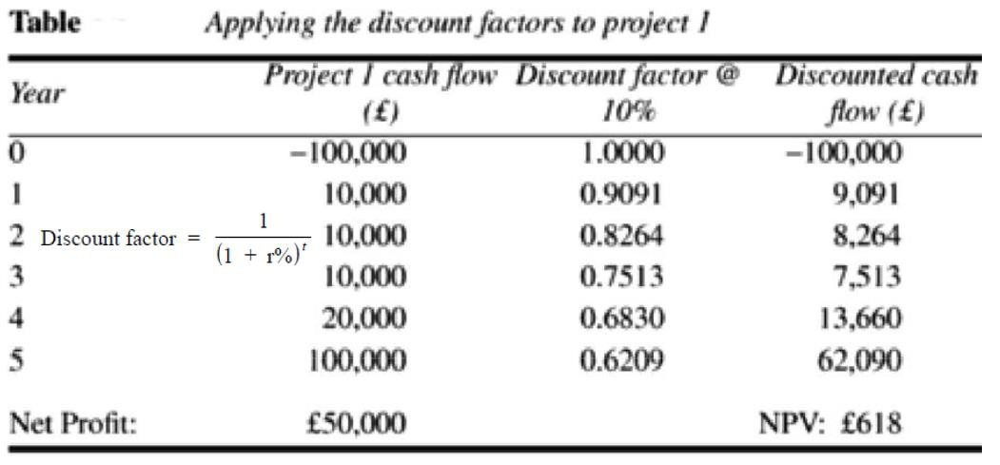 Table Applying the discount factors to project 1
Year Project 1 cash flow (£) Discount factor @ 10% Discounted cash flow (£)
0 −100,000 1.0000 −100,000
1 10,000 0.9091 9,091
2 Discount factor = 1 / (1 + r%)^t 10,000 0.8264 8,264
3 10,000 0.7513 7,513
4 20,000 0.6830 13,660
5 100,000 0.6209 62,090
Net Profit: £50,000 NPV: £618